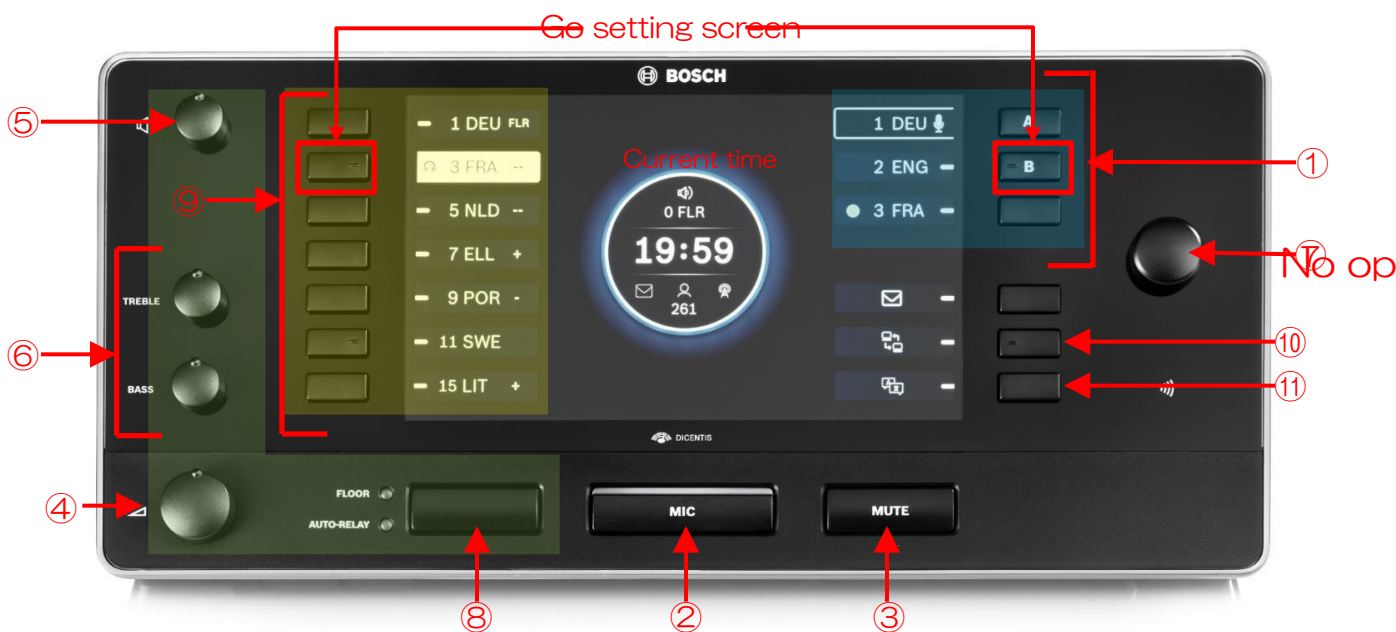 Go setting screen
BOSCH
⑤
1 DEU FLR
1 DEU
A
3 FRA --
Current time
2 ENG
B
①
⑨
5 NLD --
0 FLR
3 FRA
7 ELL +
19:59
⑦
No op
TREBLE
9 POR -
261
⑥
11 SWE
⑩
BASS
15 LIT +
⑪
DICENTIS
④
FLOOR
AUTO-RELAY
MIC
MUTE
⑧
②
③